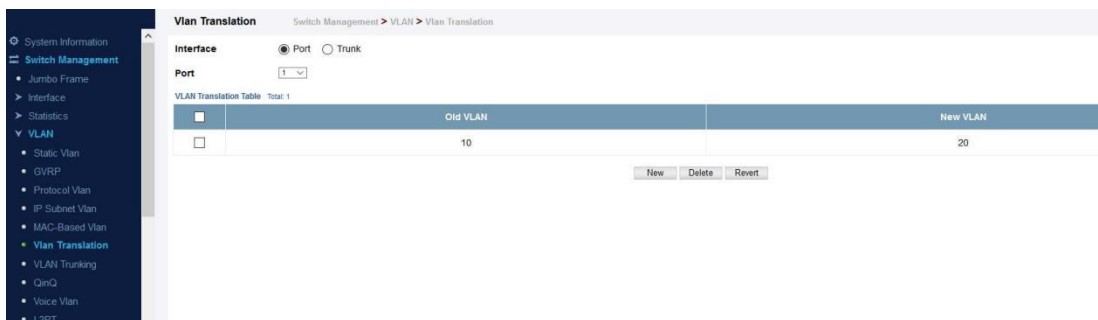 Vlan Translation
Switch Management > VLAN > Vlan Translation
System Information
Switch Management
Jumbo Frame
Interface
Statistics
VLAN
Static Vlan
GVRP
Protocol Vlan
IP Subnet Vlan
MAC-Based Vlan
Vlan Translation
VLAN Trunking
QinQ
Voice Vlan
L2PT
Interface Port Trunk
Port 1
VLAN Translation Table Total: 1
Old VLAN New VLAN
10 20
New Delete Revert